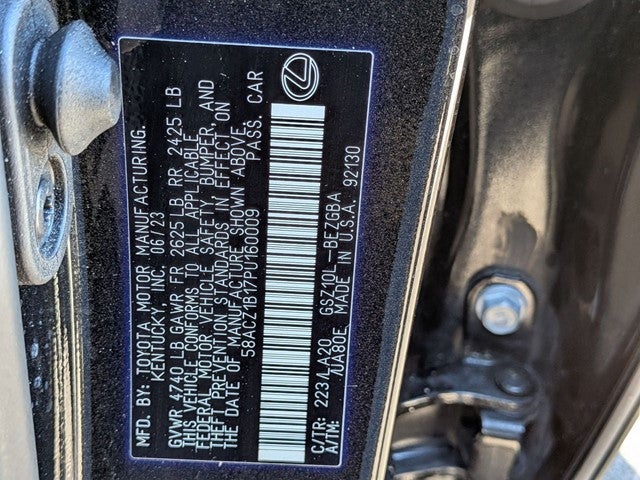 MFD. BY: TOYOTA MOTOR MANUFACTURING.
KENTUCKY, INC. 06/23
GVWR 4740 LB GAWR FR 2625 LB RR 2425 LB
THIS VEHICLE CONFORMS TO ALL APPLICABLE
FEDERAL MOTOR VEHICLE SAFETY, BUMPER, AND
THEFT PREVENTION STANDARDS IN EFFECT ON
THE DATE OF MANUFACTURE SHOWN ABOVE.
58ACZ1B17PU160009 PASS. CAR
C/TR: 223/LA20 GSZ10L-BEZGBA
A/TM: /UA80E MADE IN U.S.A. 92130